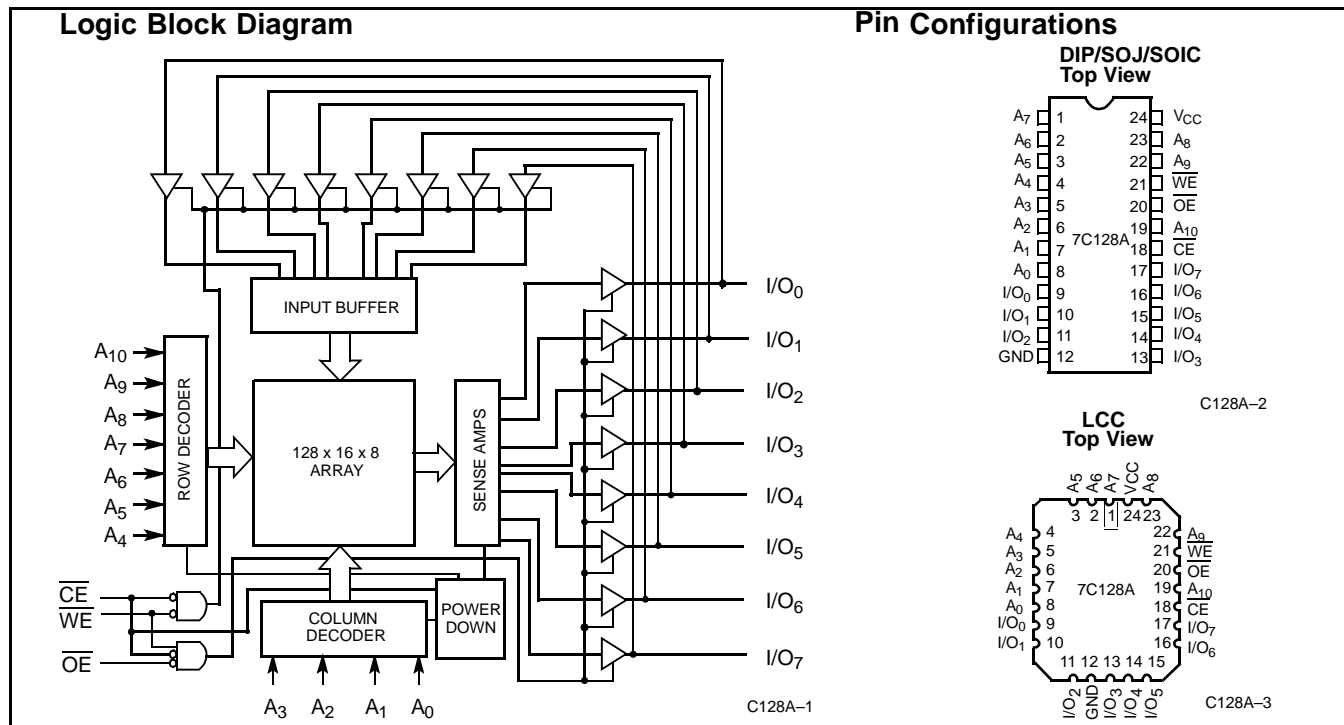 Logic Block Diagram
INPUT BUFFER
A10
A9
A8
A7
A6
A5
A4
ROW DECODER
128 x 16 x 8
ARRAY
SENSE AMPS
I/O0
I/O1
I/O2
I/O3
I/O4
I/O5
I/O6
I/O7
CE
WE
OE
COLUMN
DECODER
POWER
DOWN
A3 A2 A1 A0
C128A–1
Pin Configurations
DIP/SOJ/SOIC
Top View
A7 1 24 VCC
A6 2 23 A8
A5 3 22 A9
A4 4 21 WE
A3 5 20 OE
A2 6 19 A10
7C128A
A1 7 18 CE
A0 8 17 I/O7
I/O0 9 16 I/O6
I/O1 10 15 I/O5
I/O2 11 14 I/O4
GND 12 13 I/O3
C128A–2
LCC
Top View
A5 A6 A7 VCC A8
3 2 1 24 23
A4 4 22 A9
A3 5 21 WE
A2 6 20 OE
A1 7 7C128A 19 A10
A0 8 18 CE
I/O0 9 17 I/O7
I/O1 10 16 I/O6
11 12 13 14 15
I/O2 GND I/O3 I/O4 I/O5
C128A–3